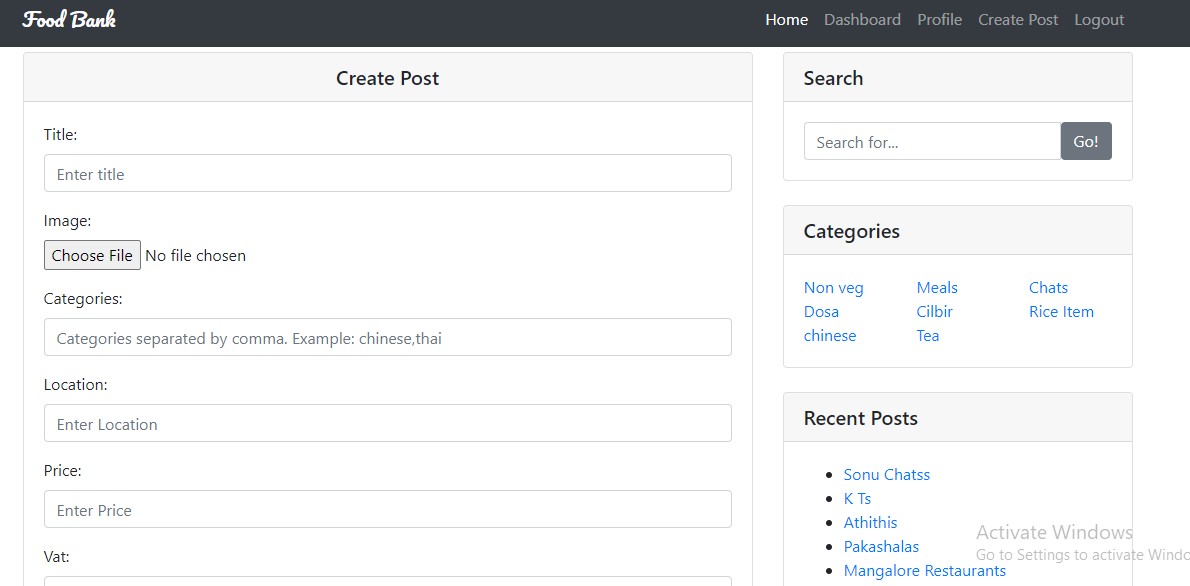 Food Bank
Home Dashboard Profile Create Post Logout
Create Post
Title:
Enter title
Image:
Choose File No file chosen
Categories:
Categories separated by comma. Example: chinese,thai
Location:
Enter Location
Price:
Enter Price
Vat:
Search
Search for... Go!
Categories
Non veg Meals Chats
Dosa Cilbir Rice Item
chinese Tea
Recent Posts
Sonu Chatss
K Ts
Athithis
Pakashalas
Mangalore Restaurants
Activate Windows
Go to Settings to activate Windo